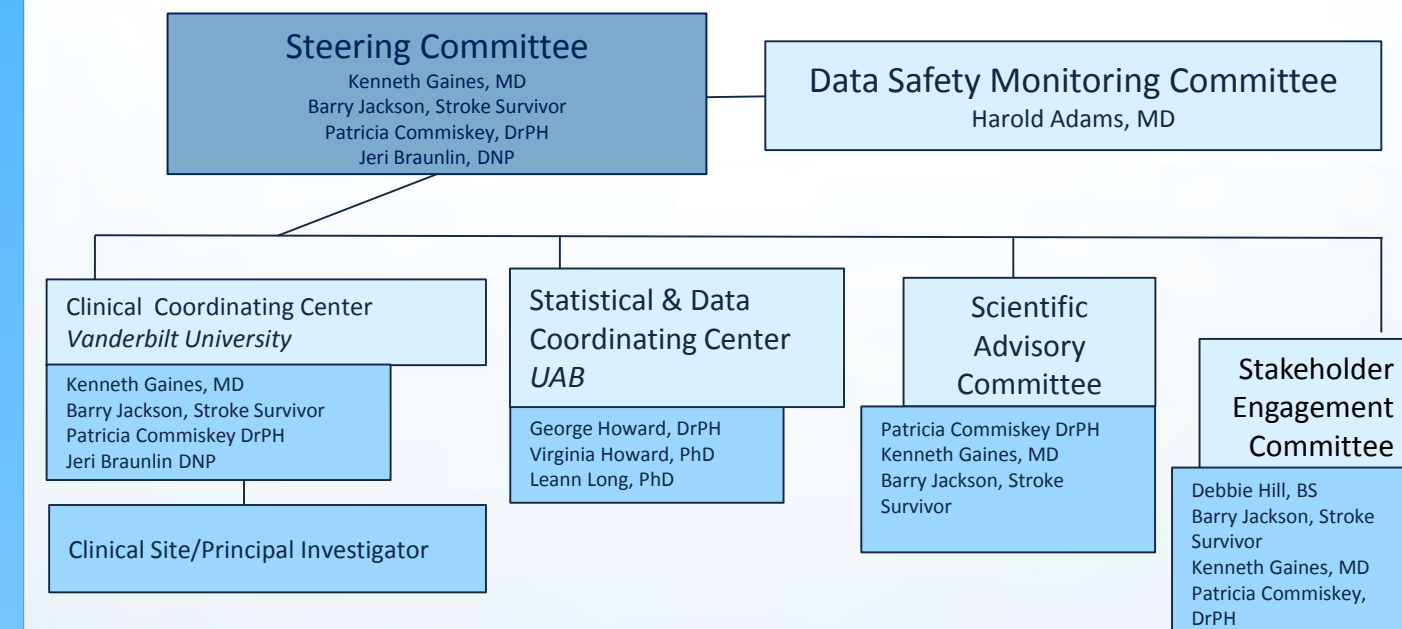 Steering Committee
Kenneth Gaines, MD
Barry Jackson, Stroke Survivor
Patricia Commiskey, DrPH
Jeri Braunlin, DNP
Data Safety Monitoring Committee
Harold Adams, MD
Clinical Coordinating Center
Vanderbilt University
Kenneth Gaines, MD
Barry Jackson, Stroke Survivor
Patricia Commiskey DrPH
Jeri Braunlin DNP
Clinical Site/Principal Investigator
Statistical & Data
Coordinating Center
UAB
George Howard, DrPH
Virginia Howard, PhD
Leann Long, PhD
Scientific
Advisory
Committee
Patricia Commiskey DrPH
Kenneth Gaines, MD
Barry Jackson, Stroke
Survivor
Stakeholder
Engagement
Committee
Debbie Hill, BS
Barry Jackson, Stroke
Survivor
Kenneth Gaines, MD
Patricia Commiskey,
DrPH